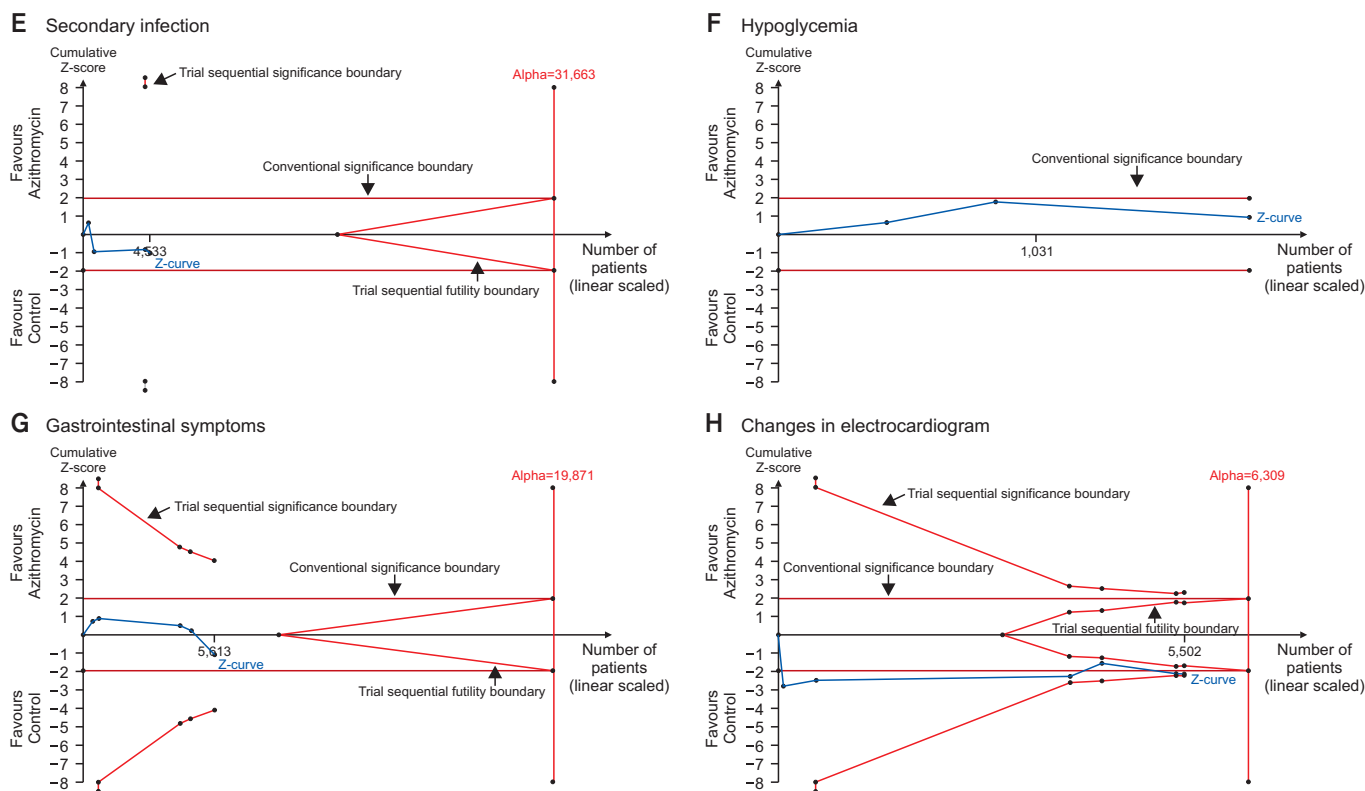 E Secondary infection
Cumulative
Z-score
Favours
Azithromycin
Favours
Control
8
7
6
5
4
3
2
1
−1
−2
−3
−4
−5
−6
−7
−8
Trial sequential significance boundary
Alpha=31,663
Conventional significance boundary
4,533
Z-curve
Trial sequential futility boundary
Number of
patients
(linear scaled)
F Hypoglycemia
Cumulative
Z-score
Favours
Azithromycin
Favours
Control
8
7
6
5
4
3
2
1
−1
−2
−3
−4
−5
−6
−7
−8
Conventional significance boundary
Z-curve
1,031
Number of
patients
(linear scaled)
G Gastrointestinal symptoms
Cumulative
Z-score
Favours
Azithromycin
Favours
Control
8
7
6
5
4
3
2
1
−1
−2
−3
−4
−5
−6
−7
−8
Trial sequential significance boundary
Alpha=19,871
Conventional significance boundary
5,613
Z-curve
Trial sequential futility boundary
Number of
patients
(linear scaled)
H Changes in electrocardiogram
Cumulative
Z-score
Favours
Azithromycin
Favours
Control
8
7
6
5
4
3
2
1
−1
−2
−3
−4
−5
−6
−7
−8
Trial sequential significance boundary
Alpha=6,309
Conventional significance boundary
Trial sequential futility boundary
5,502
Z-curve
Number of
patients
(linear scaled)